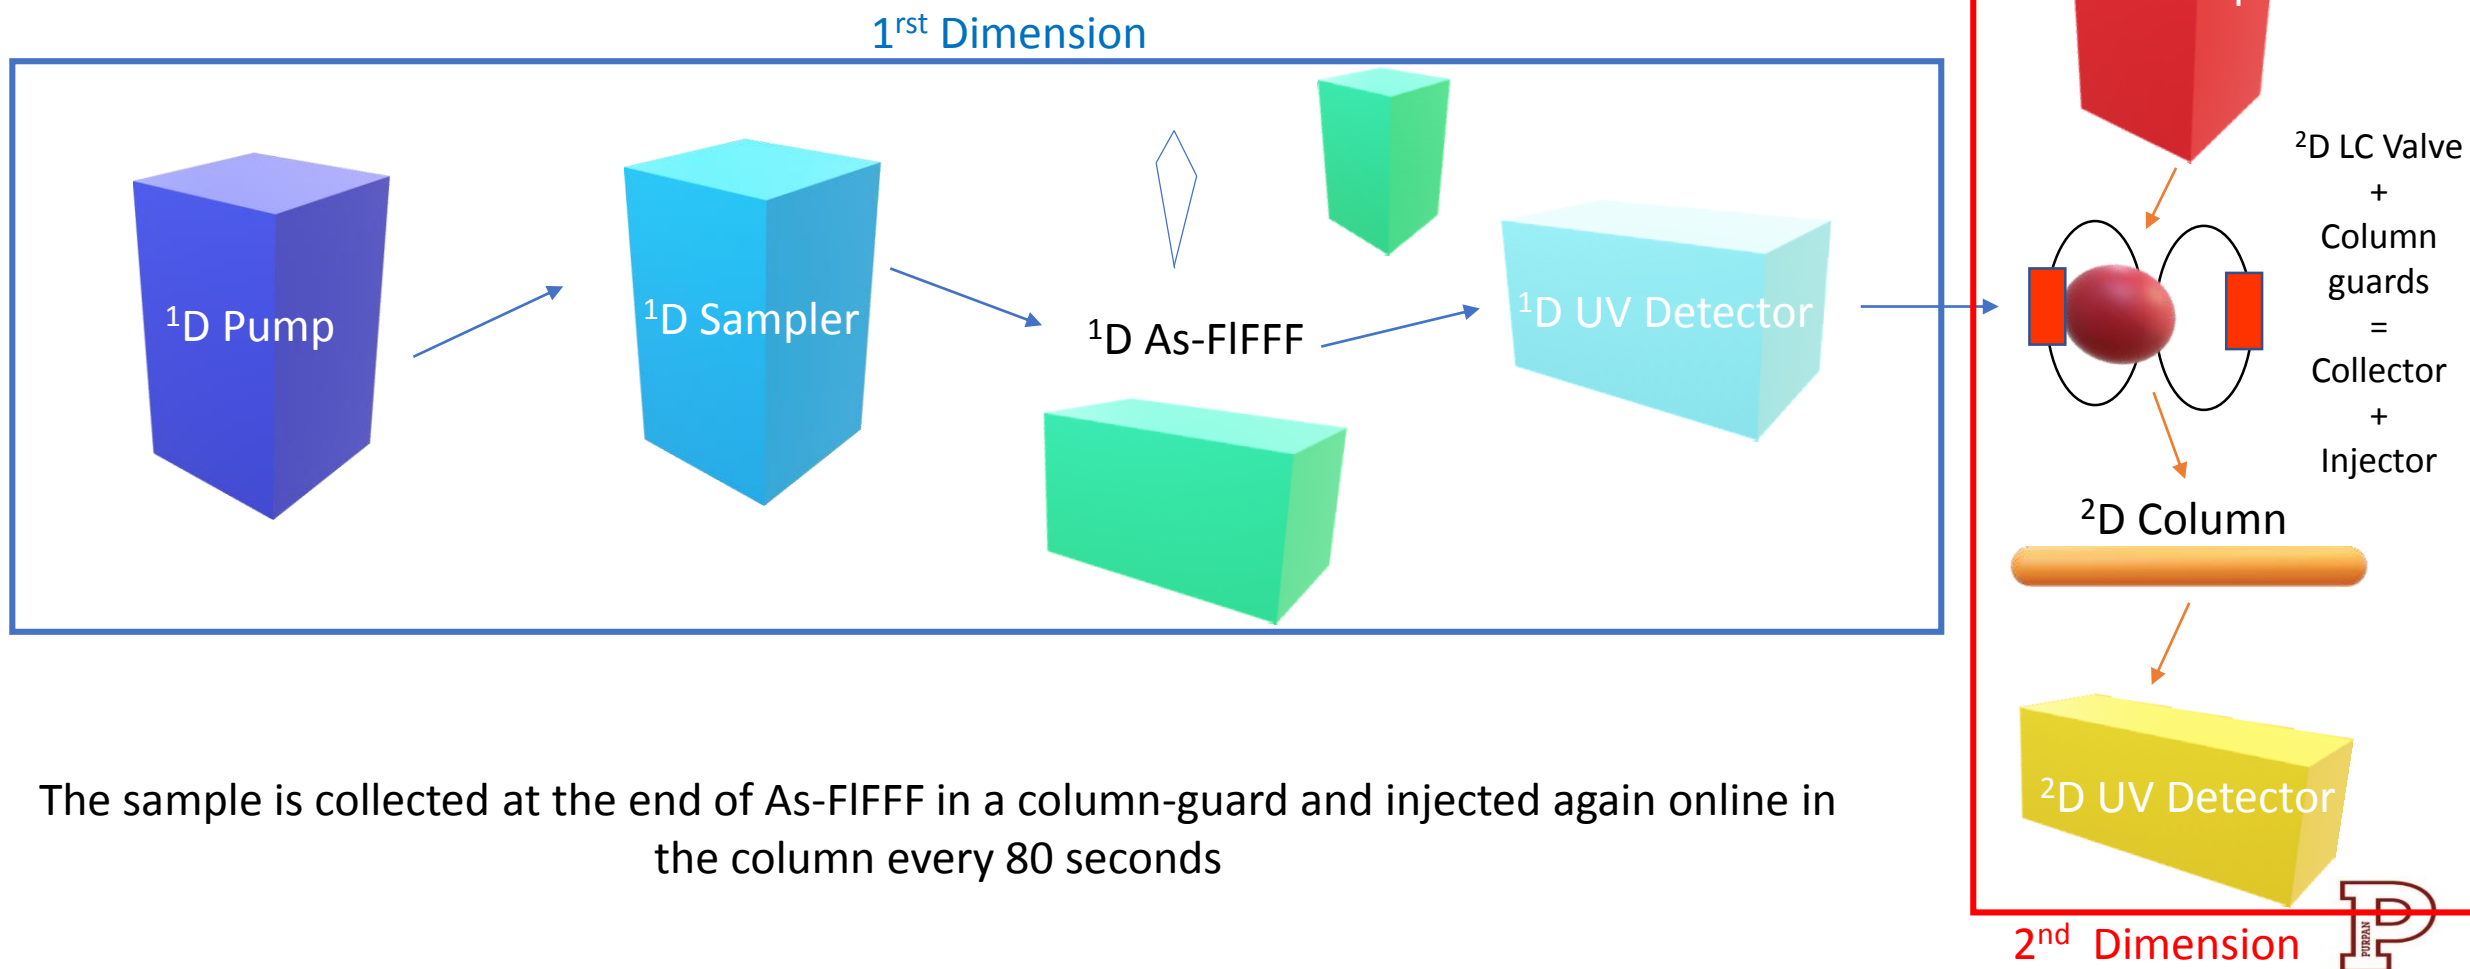 1rst Dimension
1D Pump
1D Sampler
1D As-FlFFF
1D UV Detector
2D LC Valve
+
Column
guards
=
Collector
+
Injector
2D Column
2D UV Detector
The sample is collected at the end of As-FlFFF in a column-guard and injected again online in
the column every 80 seconds
2nd Dimension
PURPAN
P